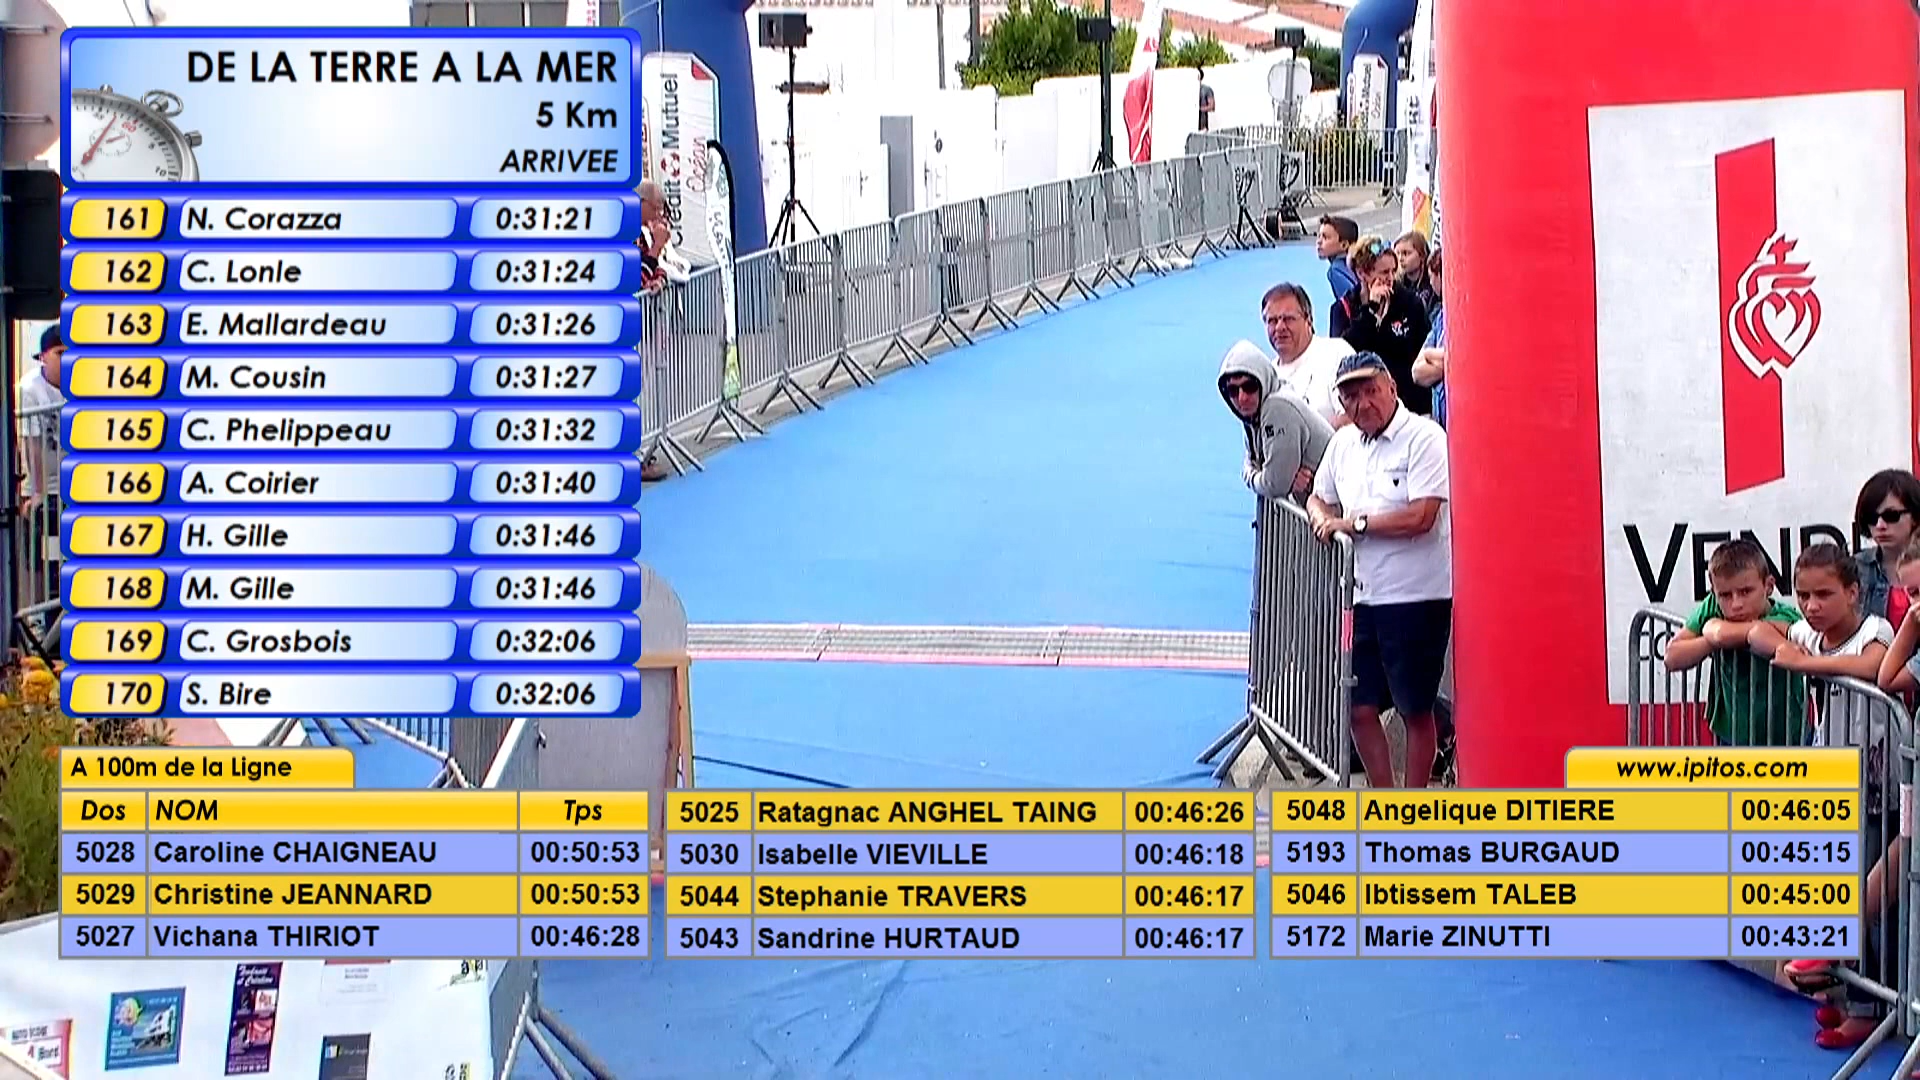 DE LA TERRE A LA MER
5 Km
ARRIVEE
161 N. Corazza 0:31:21
162 C. Lonle 0:31:24
163 E. Mallardeau 0:31:26
164 M. Cousin 0:31:27
165 C. Phelippeau 0:31:32
166 A. Coirier 0:31:40
167 H. Gille 0:31:46
168 M. Gille 0:31:46
169 C. Grosbois 0:32:06
170 S. Bire 0:32:06
Crédit Mutuel
Océan
VEND
A 100m de la Ligne
www.ipitos.com
Dos NOM Tps
5028 Caroline CHAIGNEAU 00:50:53
5029 Christine JEANNARD 00:50:53
5027 Vichana THIRIOT 00:46:28
5025 Ratagnac ANGHEL TAING 00:46:26
5030 Isabelle VIEVILLE 00:46:18
5044 Stephanie TRAVERS 00:46:17
5043 Sandrine HURTAUD 00:46:17
5048 Angelique DITIERE 00:46:05
5193 Thomas BURGAUD 00:45:15
5046 Ibtissem TALEB 00:45:00
5172 Marie ZINUTTI 00:43:21